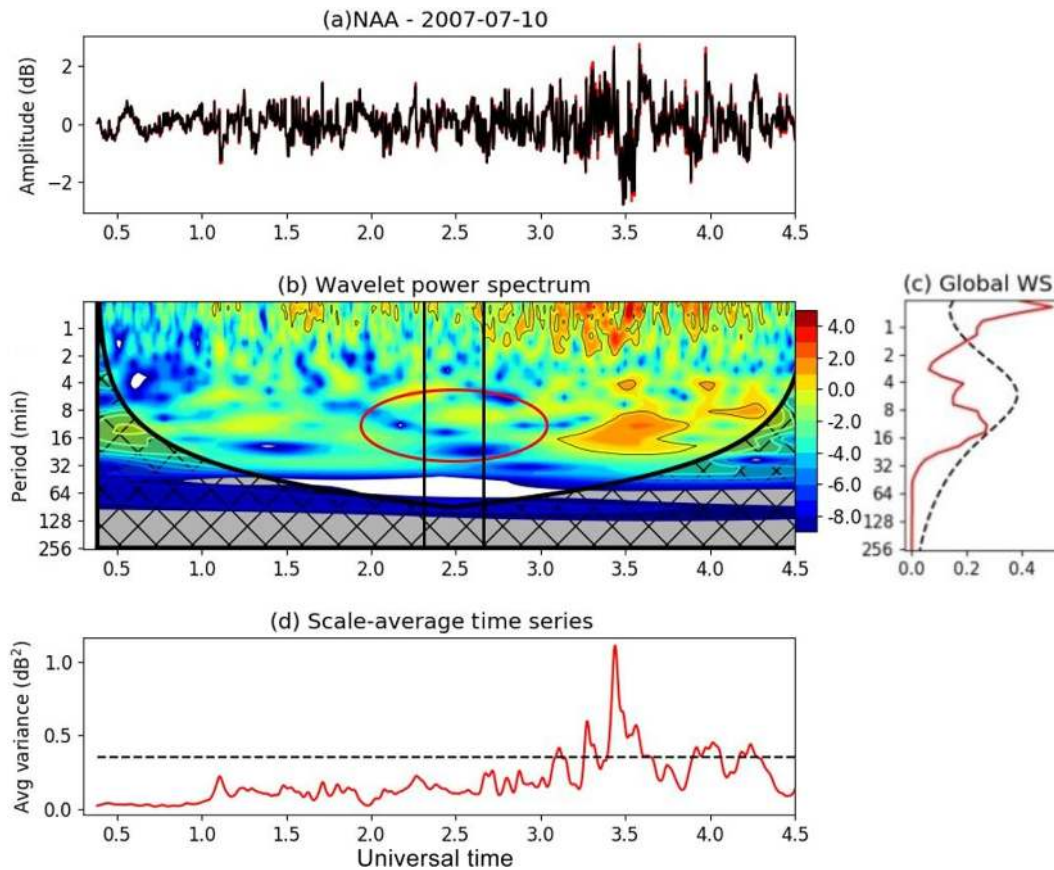 (a)NAA - 2007-07-10
Amplitude (dB)
2
0
−2
0.5 1.0 1.5 2.0 2.5 3.0 3.5 4.0 4.5
(b) Wavelet power spectrum
Period (min)
1
2
4
8
16
32
64
128
256
0.5 1.0 1.5 2.0 2.5 3.0 3.5 4.0 4.5
4.0
2.0
0.0
-2.0
-4.0
-6.0
-8.0
(c) Global WS
1
2
4
8
16
32
64
128
256
0.0 0.2 0.4
(d) Scale-average time series
Avg variance (dB²)
1.0
0.5
0.0
0.5 1.0 1.5 2.0 2.5 3.0 3.5 4.0 4.5
Universal time